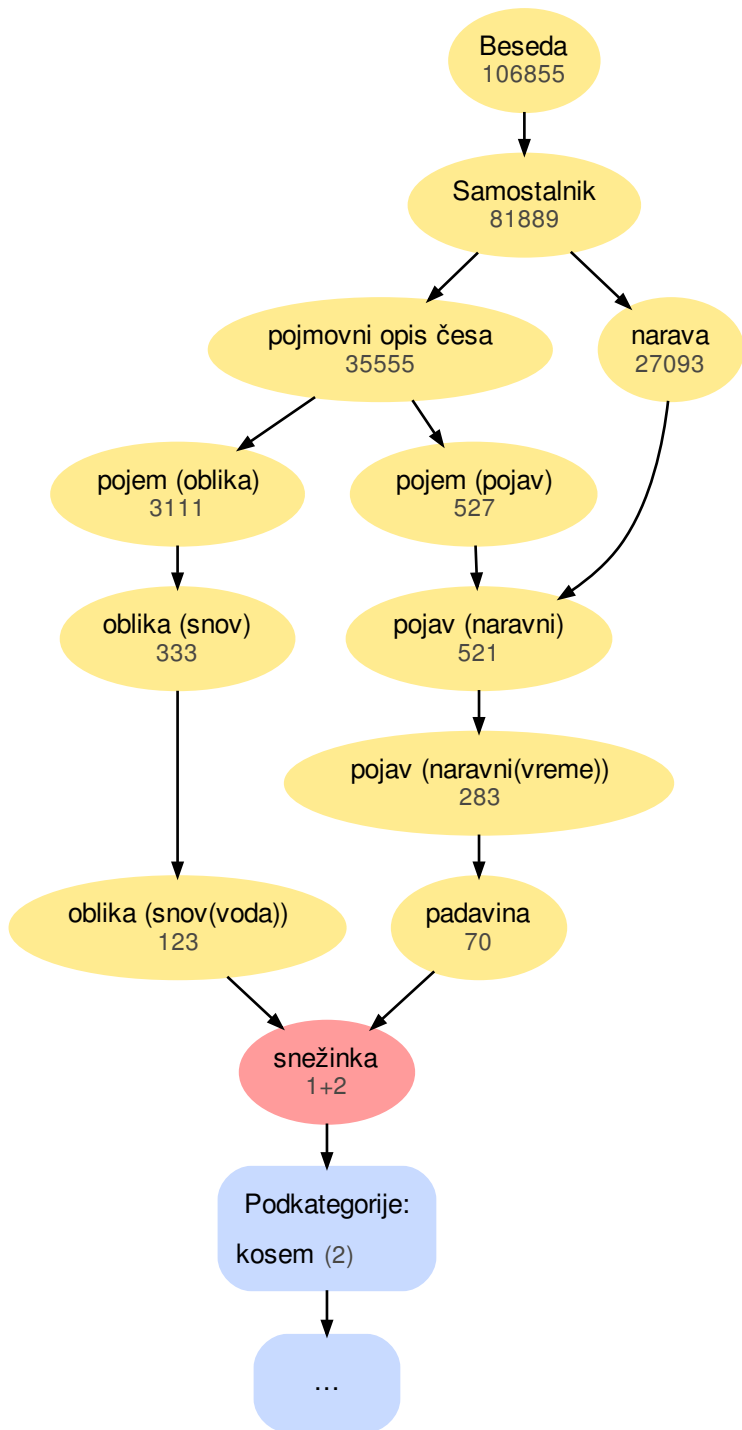 Beseda
106855
Samostalnik
81889
pojmovni opis česa
35555
narava
27093
pojem (oblika)
3111
pojem (pojav)
527
oblika (snov)
333
pojav (naravni)
521
pojav (naravni(vreme))
283
oblika (snov(voda))
123
padavina
70
snežinka
1+2
Podkategorije:
kosem (2)
…